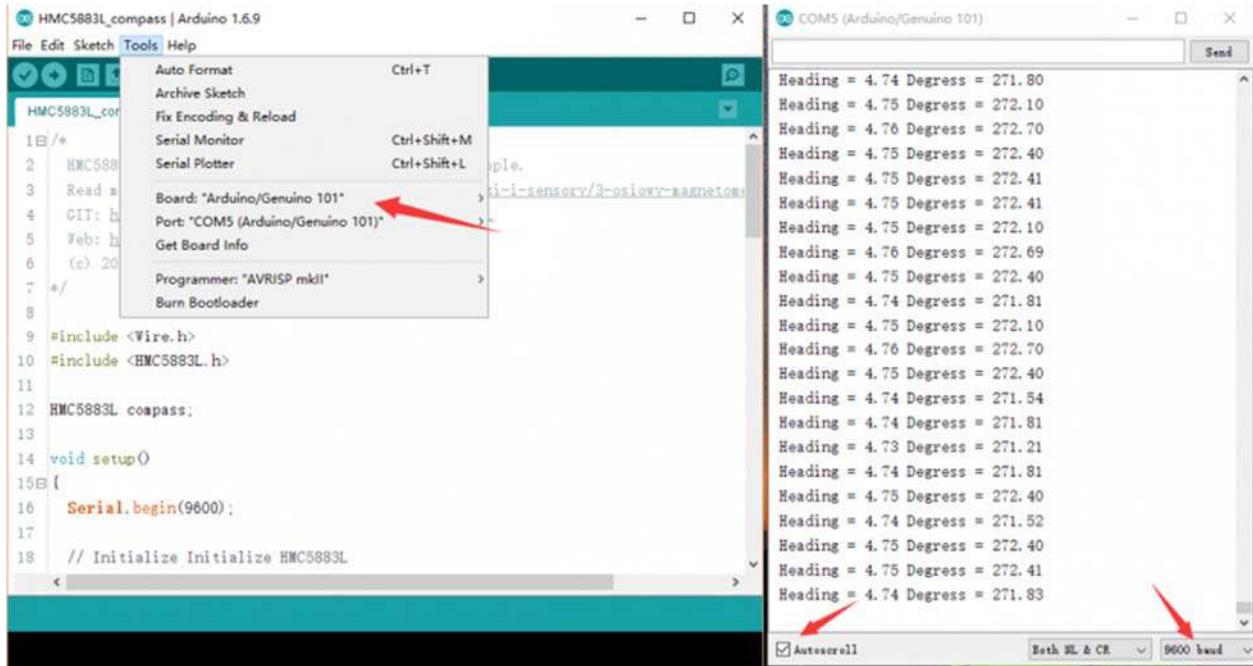 HMC5883L_compass | Arduino 1.6.9
File Edit Sketch Tools Help
Auto Format Ctrl+T
Archive Sketch
Fix Encoding & Reload
Serial Monitor Ctrl+Shift+M
Serial Plotter Ctrl+Shift+L
Board: "Arduino/Genuino 101"
Port: "COM5 (Arduino/Genuino 101)"
Get Board Info
Programmer: "AVRISP mkII"
Burn Bootloader
HMC5883L_cor
1 /*
2 HMC588 ple.
3 Read m ki-i-sensory/3-osiowy-magnetome
4 GIT: h
5 Web: h
6 (c) 20
7 */
8
9 #include <Wire.h>
10 #include <HMC5883L.h>
11
12 HMC5883L compass;
13
14 void setup()
15 {
16 Serial.begin(9600);
17
18 // Initialize Initialize HMC5883L
COM5 (Arduino/Genuino 101)
Send
Heading = 4.74 Degress = 271.80
Heading = 4.75 Degress = 272.10
Heading = 4.76 Degress = 272.70
Heading = 4.75 Degress = 272.40
Heading = 4.75 Degress = 272.41
Heading = 4.75 Degress = 272.41
Heading = 4.75 Degress = 272.10
Heading = 4.76 Degress = 272.69
Heading = 4.75 Degress = 272.40
Heading = 4.74 Degress = 271.81
Heading = 4.75 Degress = 272.10
Heading = 4.76 Degress = 272.70
Heading = 4.75 Degress = 272.40
Heading = 4.74 Degress = 271.54
Heading = 4.74 Degress = 271.81
Heading = 4.73 Degress = 271.21
Heading = 4.74 Degress = 271.81
Heading = 4.75 Degress = 272.40
Heading = 4.74 Degress = 271.52
Heading = 4.75 Degress = 272.40
Heading = 4.75 Degress = 272.41
Heading = 4.74 Degress = 271.83
Autoscroll Both NL & CR 9600 baud